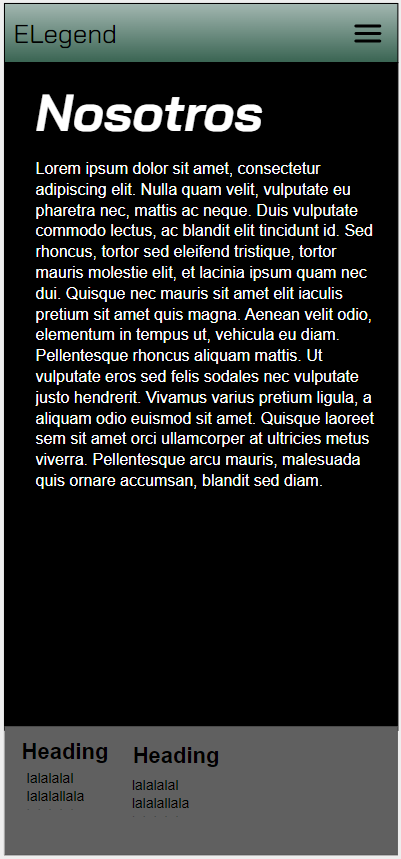 ELegend
Nosotros
Lorem ipsum dolor sit amet, consectetur
adipiscing elit. Nulla quam velit, vulputate eu
pharetra nec, mattis ac neque. Duis vulputate
commodo lectus, ac blandit elit tincidunt id. Sed
rhoncus, tortor sed eleifend tristique, tortor
mauris molestie elit, et lacinia ipsum quam nec
dui. Quisque nec mauris sit amet elit iaculis
pretium sit amet quis magna. Aenean velit odio,
elementum in tempus ut, vehicula eu diam.
Pellentesque rhoncus aliquam mattis. Ut
vulputate eros sed felis sodales nec vulputate
justo hendrerit. Vivamus varius pretium ligula, a
aliquam odio euismod sit amet. Quisque laoreet
sem sit amet orci ullamcorper at ultricies metus
viverra. Pellentesque arcu mauris, malesuada
quis ornare accumsan, blandit sed diam.
Heading
lalalalal
lalalallala
Heading
lalalalal
lalalallala